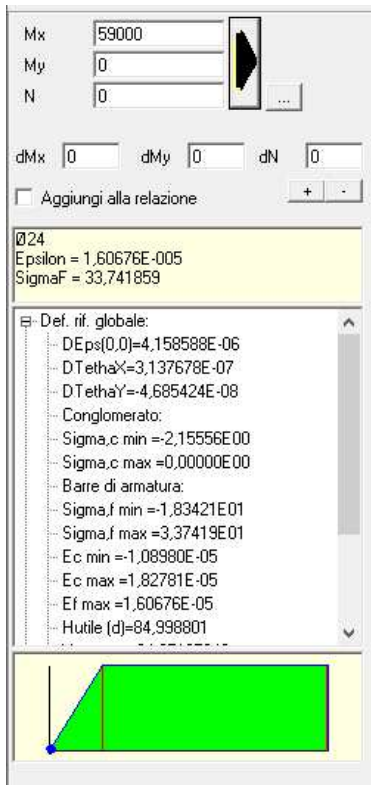 Mx 59000
My 0
N 0
...
dMx 0 dMy 0 dN 0
Aggiungi alla relazione + -
Ø24
Epsilon = 1,60676E-005
SigmaF = 33,741859
Def. rif. globale:
DEps(0,0)=4,158588E-06
DTethaX=3,137678E-07
DTethaY=-4,685424E-08
Conglomerato:
Sigma,c min =-2,15556E00
Sigma,c max =0,00000E00
Barre di armatura:
Sigma,f min =-1,83421E01
Sigma,f max =3,37419E01
Ec min =-1,08980E-05
Ec max =1,82781E-05
Ef max =1,60676E-05
Hutile (d)=84,998801